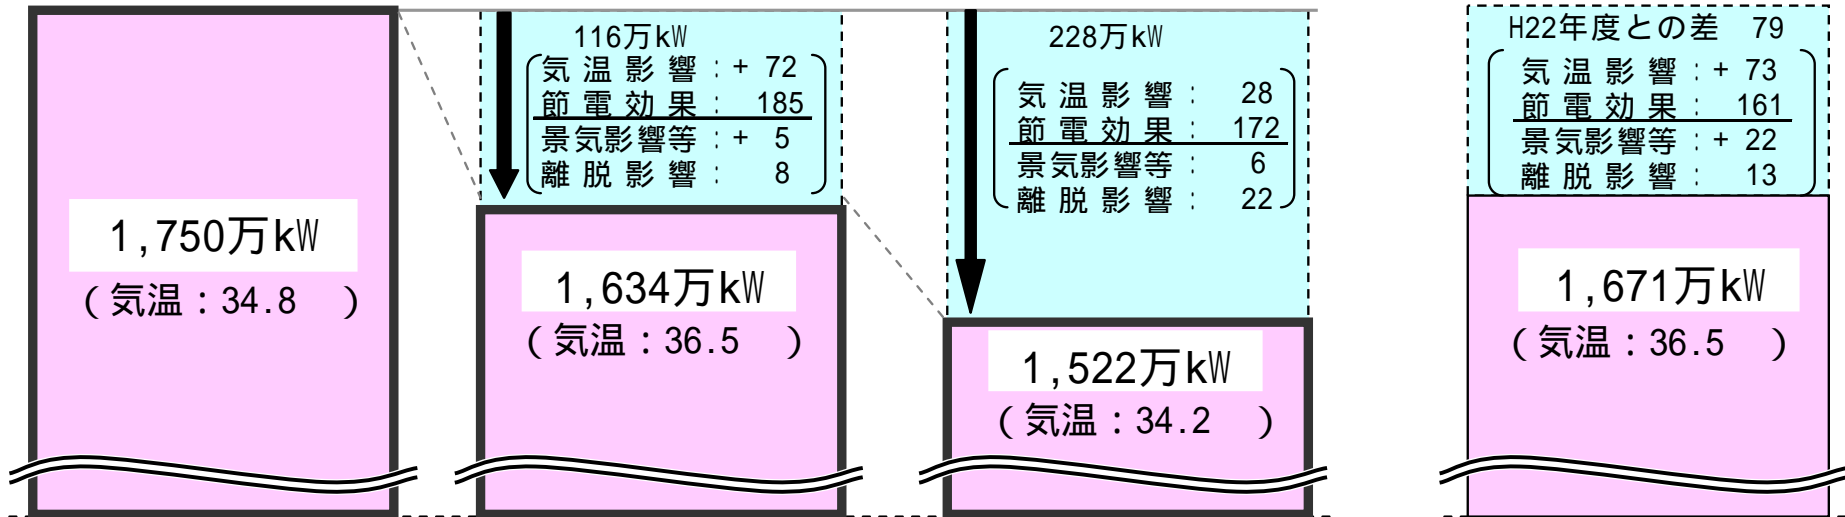 1,750万kW
(気温：34.8　)
116万kW
気温影響：+ 72
節電効果：　185
景気影響等：+ 5
離脱影響：　8
1,634万kW
(気温：36.5　)
228万kW
気温影響：　28
節電効果：　172
景気影響等：　6
離脱影響：　22
1,522万kW
(気温：34.2　)
H22年度との差　79
気温影響：+ 73
節電効果：　161
景気影響等：+ 22
離脱影響：　13
1,671万kW
(気温：36.5　)